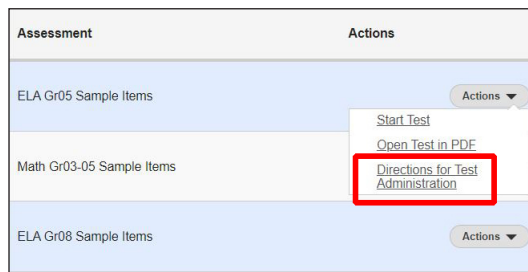 Assessment Actions
ELA Gr05 Sample Items Actions
Start Test
Open Test in PDF
Math Gr03-05 Sample Items
Directions for Test
Administration
ELA Gr08 Sample Items Actions